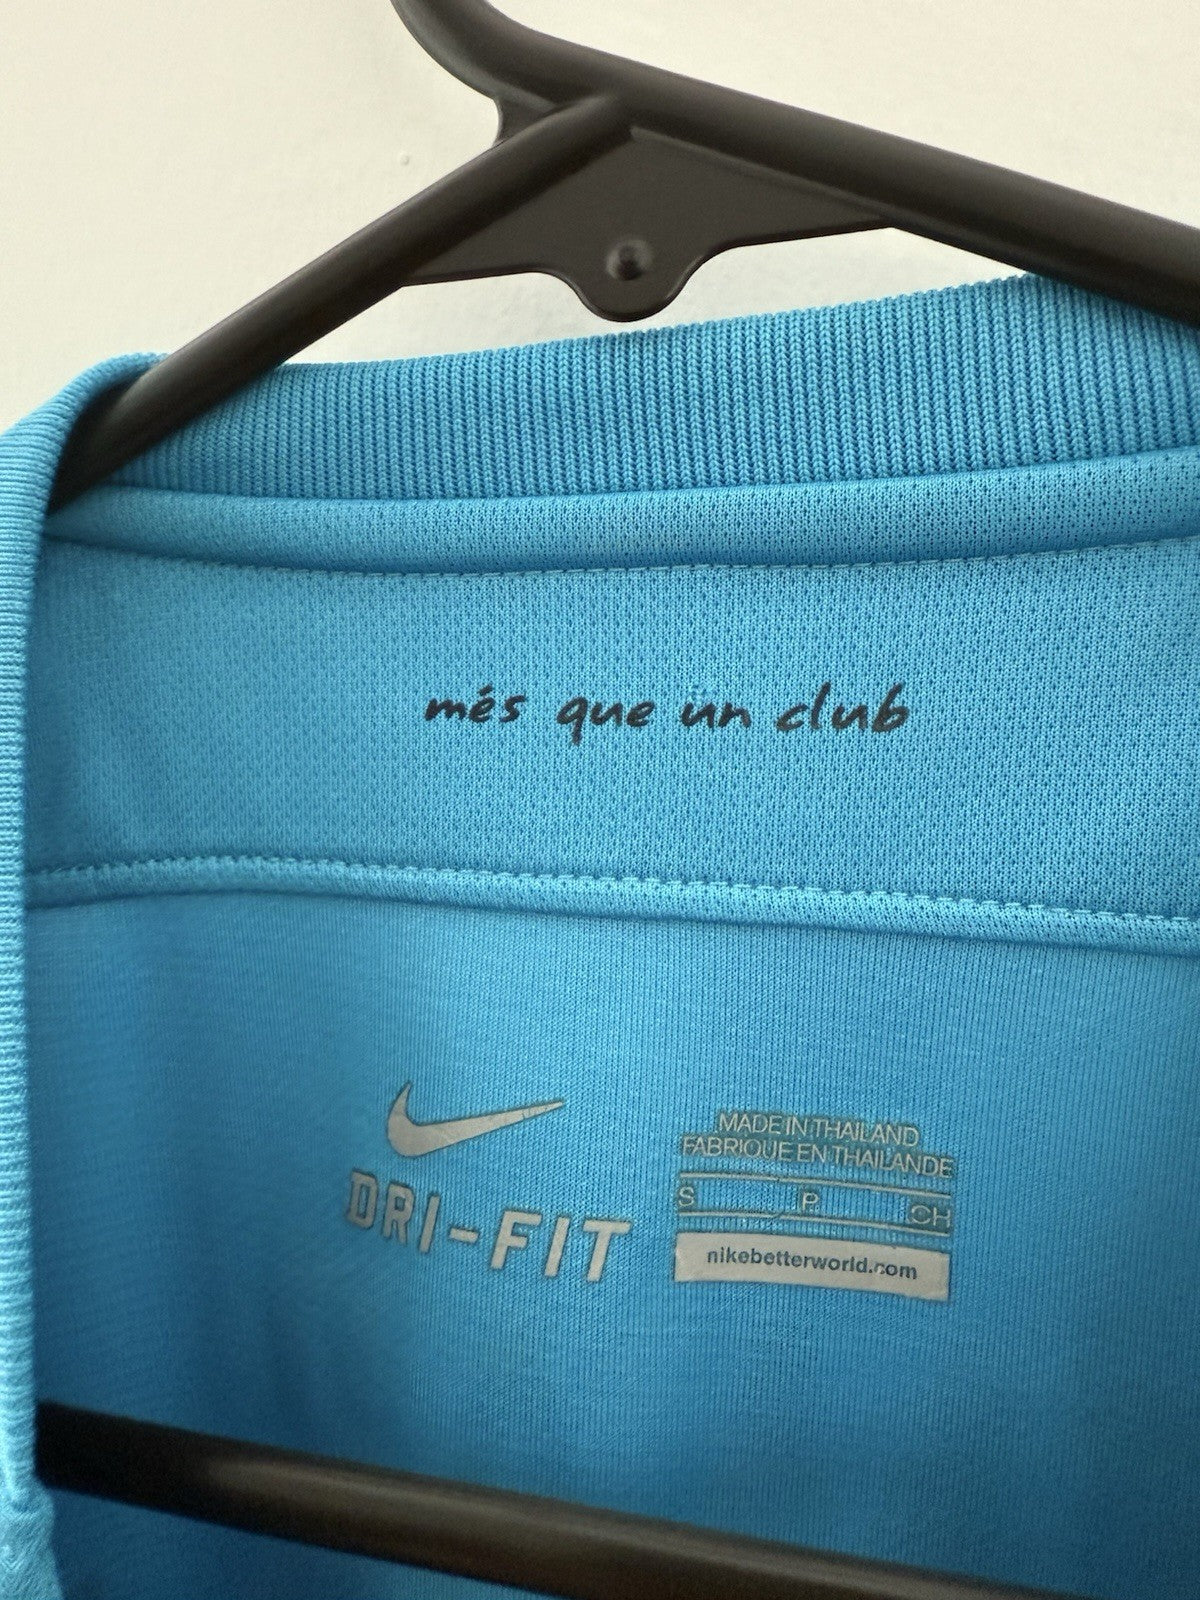 més que un club
DRI-FIT
MADE IN THAILAND
FABRIQUE EN THAILANDE
S P CH
nikebetterworld.com